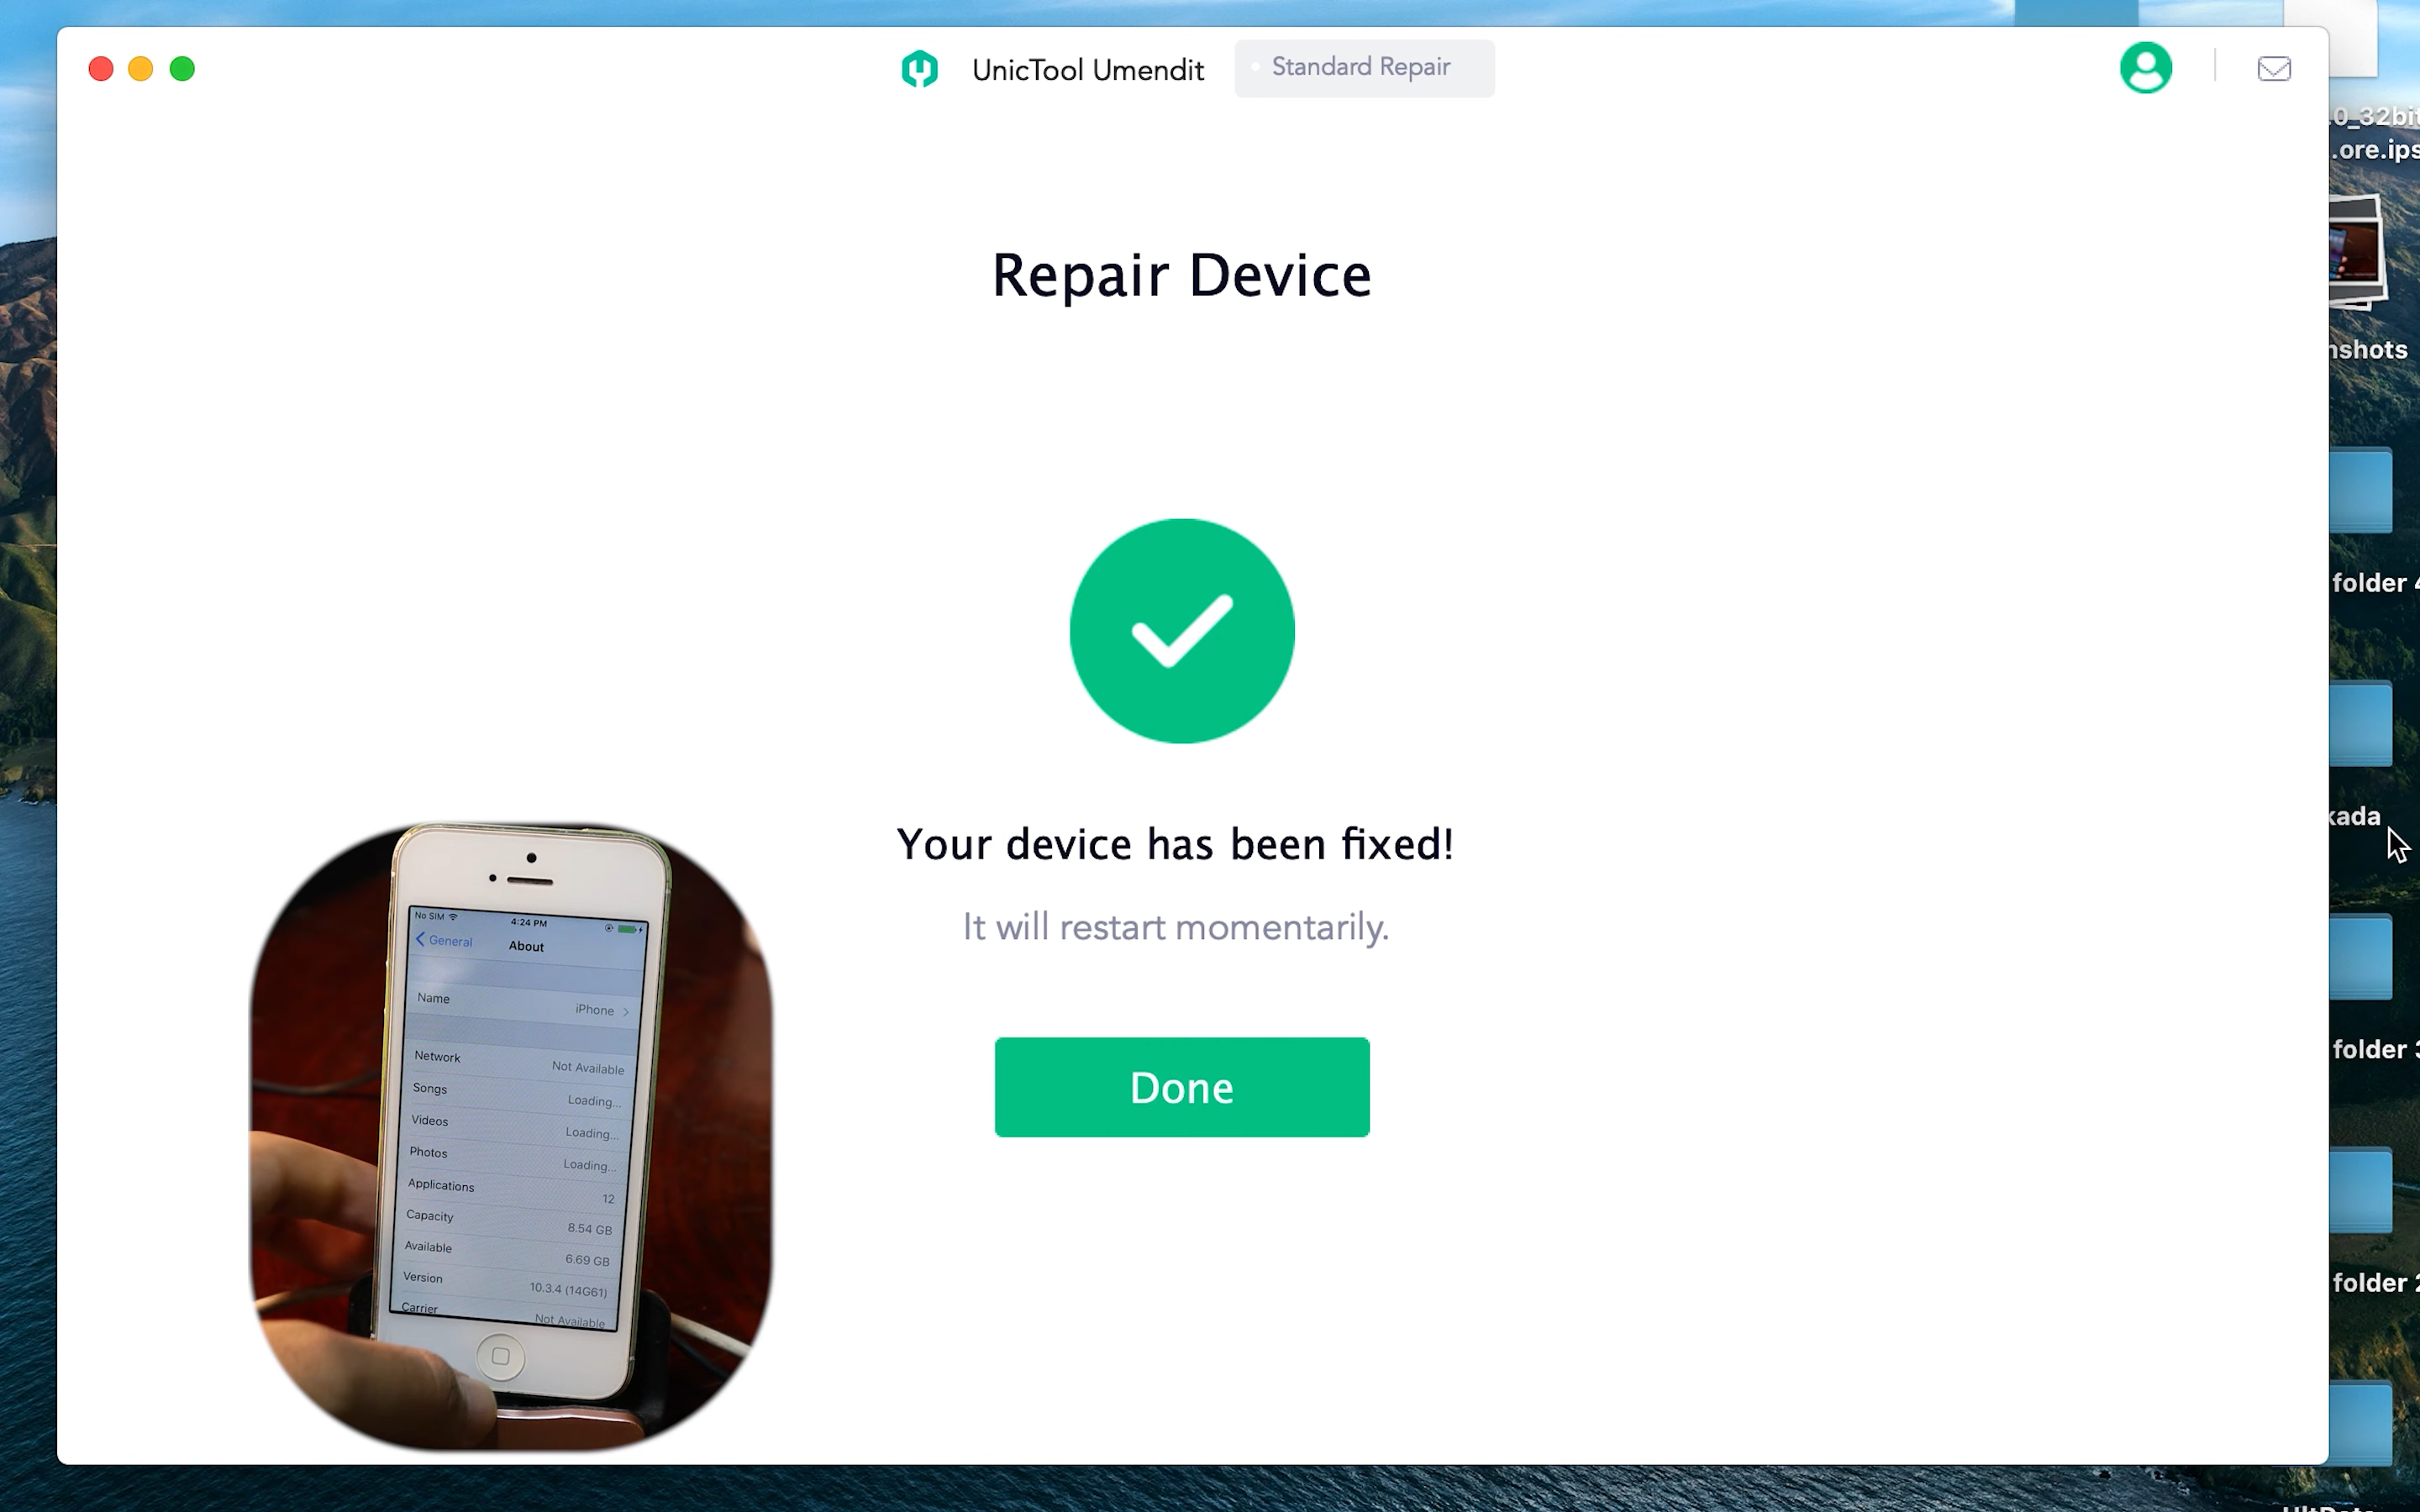 UnicTool Umendit
Standard Repair
.0_32bit
.ore.ips
Repair Device
nshots
folder
Your device has been fixed!
kada
It will restart momentarily.
Done
folder
folder
No SIM
4:24 PM
General
About
Name
iPhone
Network
Not Available
Songs
Loading...
Videos
Loading...
Photos
Loading...
Applications
12
Capacity
8.54 GB
Available
6.69 GB
Version
10.3.4 (14G61)
Carrier
Not Available